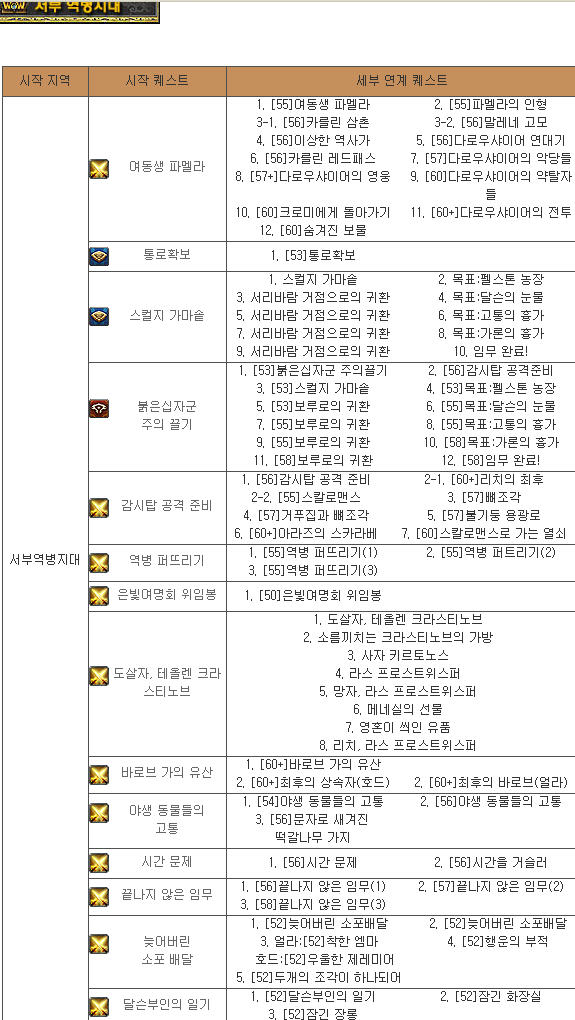 WOW 서부 역병지대
시작 지역 시작 퀘스트 세부 연계 퀘스트
서부역병지대
여동생 파멜라
1. [55]여동생 파멜라 2. [55]파멜라의 인형
3-1. [56]카를린 삼촌 3-2. [56]말레네 고모
4. [56]이상한 역사가 5. [56]다로우샤이어 연대기
6. [56]카를린 레드패스 7. [57]다로우샤이어의 악당들
8. [57+]다로우샤이어의 영웅 9. [60]다로우샤이어의 약탈자
들
10. [60]크로미에게 돌아가기 11. [60+]다로우샤이어의 전투
12. [60]숨겨진 보물
통로확보 1. [53]통로확보
스컬지 가마솥
1. 스컬지 가마솥 2. 목표:펠스톤 농장
3. 서리바람 거점으로의 귀환 4. 목표:달슨의 눈물
5. 서리바람 거점으로의 귀환 6. 목표:고통의 흉가
7. 서리바람 거점으로의 귀환 8. 목표:가론의 흉가
9. 서리바람 거점으로의 귀환 10. 임무 완료!
붉은십자군
주의 끌기
1. [53]붉은십자군 주의끌기 2. [56]감시탑 공격준비
3. [53]스컬지 가마솥 4. [53]목표:펠스톤 농장
5. [53]보루로의 귀환 6. [55]목표:달슨의 눈물
7. [55]보루로의 귀환 8. [55]목표:고통의 흉가
9. [55]보루로의 귀환 10. [58]목표:가론의 흉가
11. [58]보루로의 귀환 12. [58]임무 완료!
감시탑 공격 준비
1. [56]감시탑 공격 준비 2-1. [60+]리치의 최후
2-2. [55]스칼로맨스 3. [57]뼈조각
4. [57]거푸집과 뼈조각 5. [57]불기둥 용광로
6. [60+]아라즈의 스카라베 7. [60]스칼로맨스로 가는 열쇠
역병 퍼뜨리기
1. [55]역병 퍼뜨리기(1) 2. [55]역병 퍼트리기(2)
3. [55]역병 퍼뜨리기(3)
은빛여명회 위임봉 1. [50]은빛여명회 위임봉
도살자, 테올렌 크라
스티노브
1. 도살자, 테올렌 크라스티노브
2. 소름끼치는 크라스티노브의 가방
3. 사자 키르토노스
4. 라스 프로스트위스퍼
5. 망자, 라스 프로스트위스퍼
6. 메네실의 선물
7. 영혼이 씌인 유품
8. 리치, 라스 프로스트위스퍼
바로브 가의 유산
1. [60+]바로브 가의 유산
2. [60+]최후의 상속자(호드) 2. [60+]최후의 바로브(얼라)
야생 동물들의
고통
1. [54]야생 동물들의 고통 2. [56]야생 동물들의 고통
3. [56]문자로 새겨진
떡갈나무 가지
시간 문제 1. [56]시간 문제 2. [56]시간을 거슬러
끝나지 않은 임무
1. [56]끝나지 않은 임무(1) 2. [57]끝나지 않은 임무(2)
3. [58]끝나지 않은 임무(3)
늦어버린
소포 배달
1. [52]늦어버린 소포배달 2. [52]늦어버린 소포배달
3. 얼라:[52]착한 엠마 4. [52]행운의 부적
호드:[52]우울한 제레미어
5. [52]두개의 조각이 하나되어
달슨부인의 일기
1. [52]달슨부인의 일기 2. [52]잠긴 화장실
3. [52]잠긴 장롱